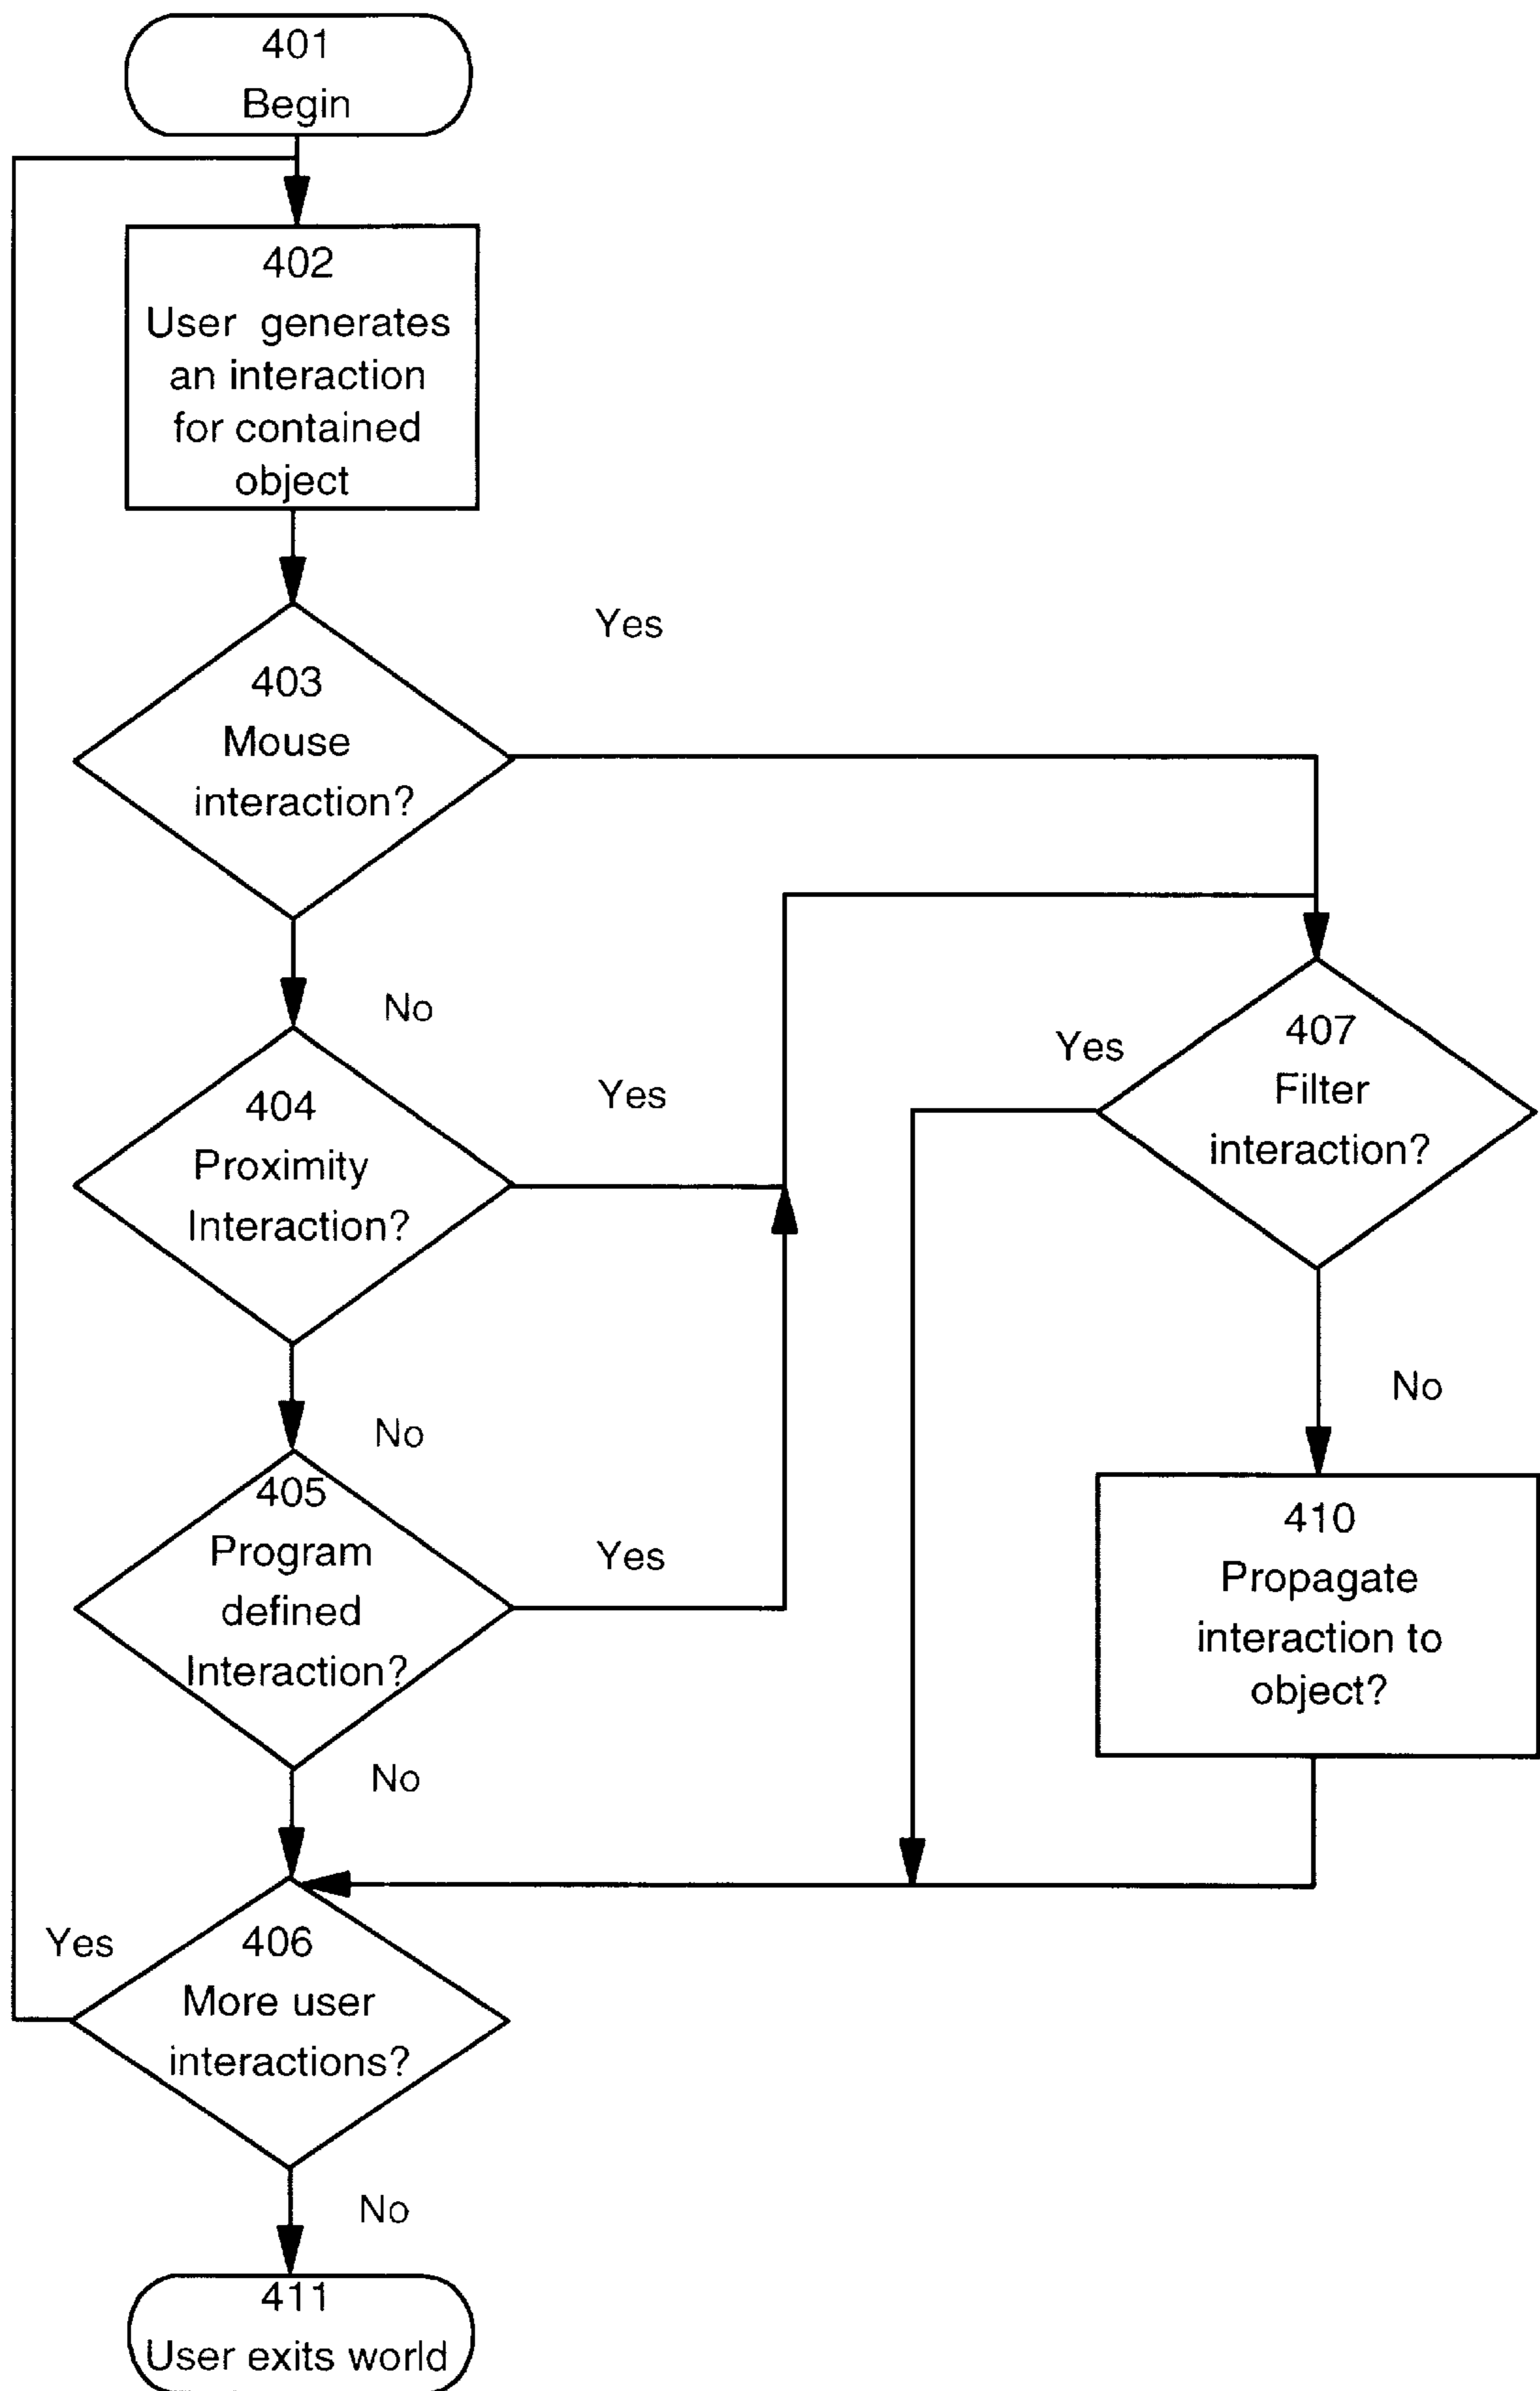 401
Begin
402
User generates
an interaction
for contained
object
Yes
403
Mouse
interaction?
No
404
Proximity
Interaction?
Yes
Yes
407
Filter
interaction?
No
No
405
Program
defined
Interaction?
Yes
410
Propagate
interaction to
object?
No
Yes
406
More user
interactions?
No
411
User exits world